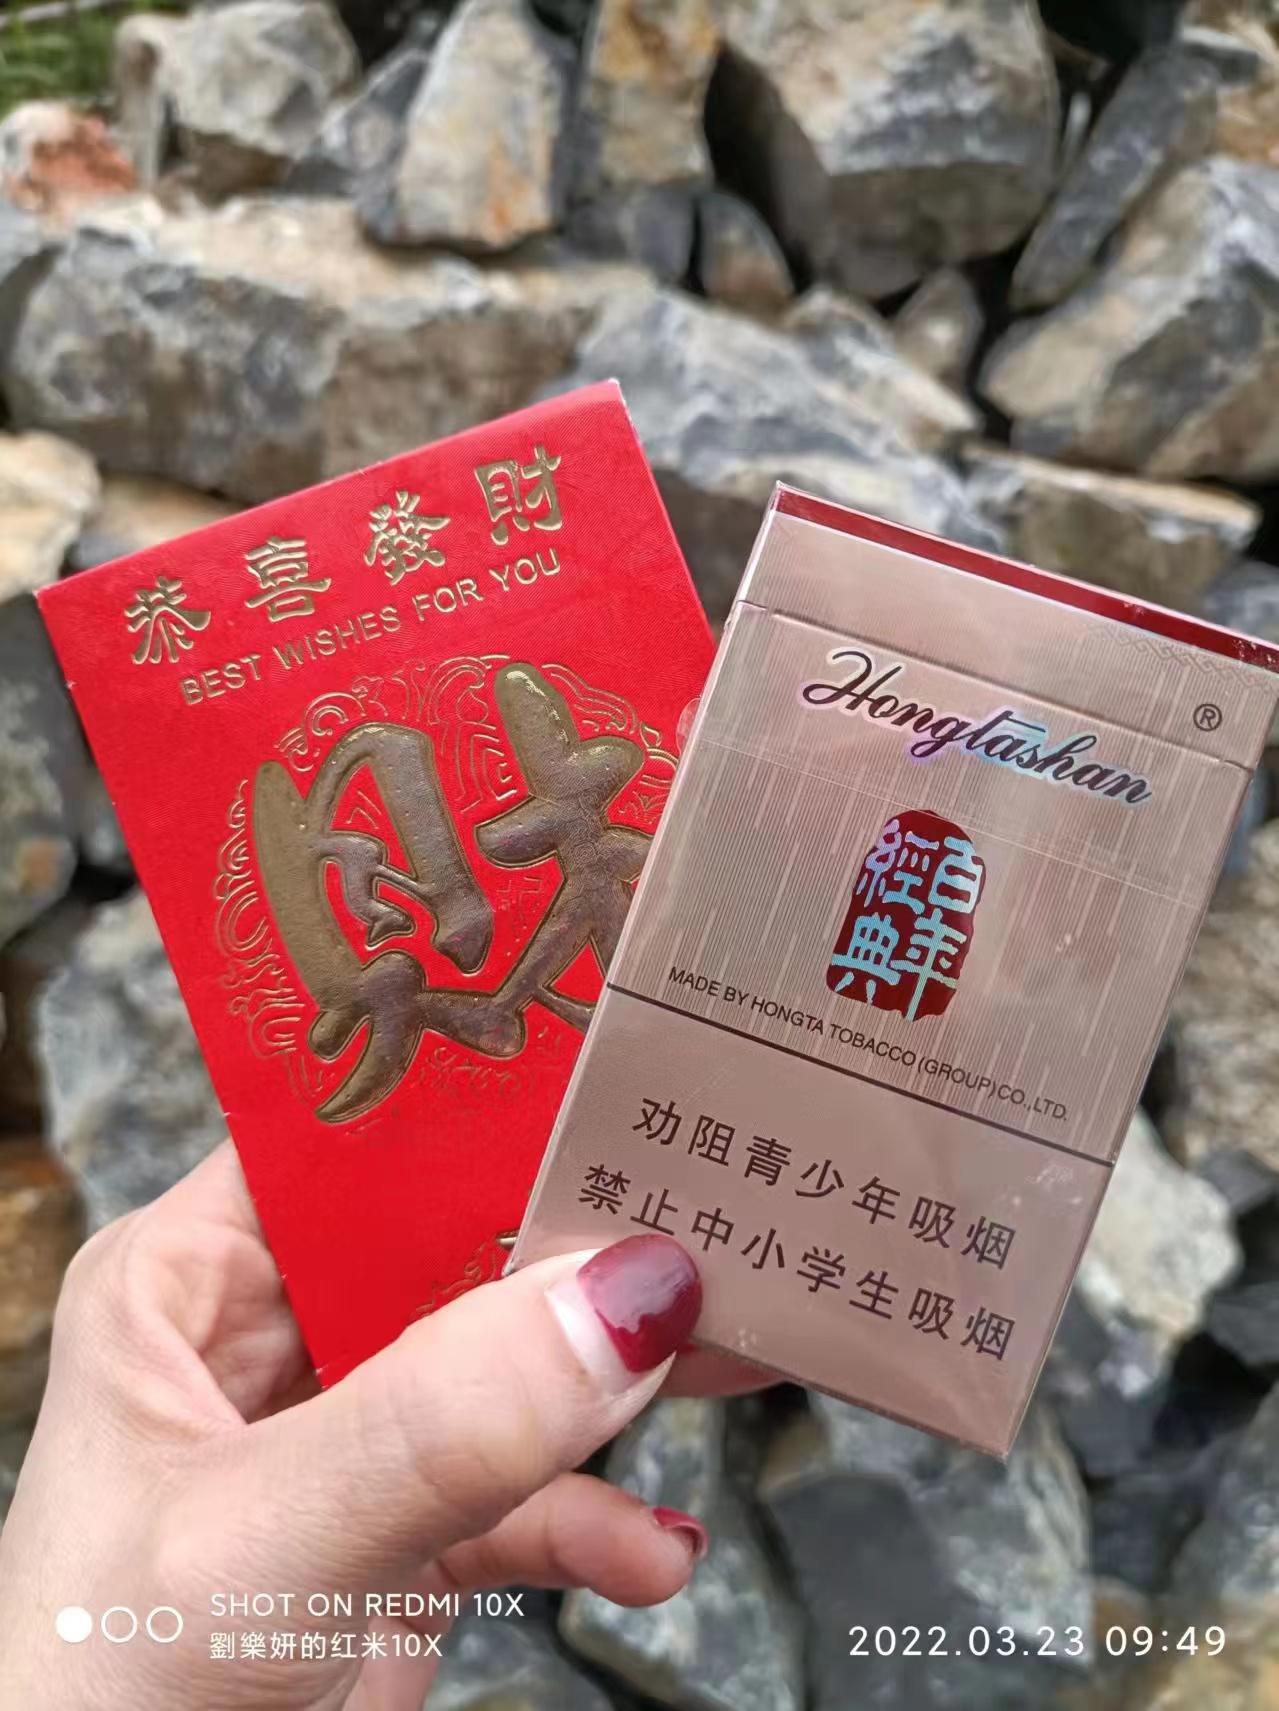 恭喜發財
BEST WISHES FOR YOU
財
Hongtashan ®
百年
經典
MADE BY HONGTA TOBACCO (GROUP) CO., LTD.
劝阻青少年吸烟
禁止中小学生吸烟
SHOT ON REDMI 10X
劉樂妍的红米10X
2022.03.23 09:49